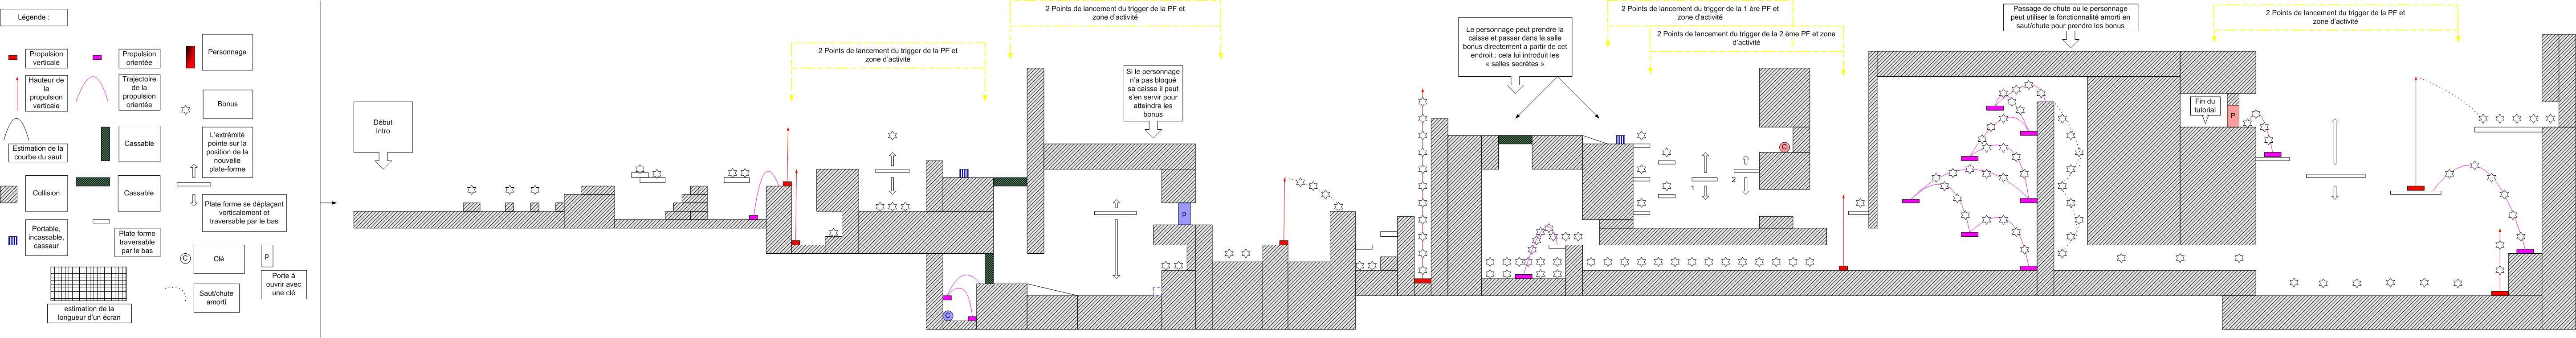 Légende :
Propulsion
verticale
Propulsion
orientée
Personnage
Hauteur de
la
propulsion
verticale
Trajectoire
de la
propulsion
orientée
Bonus
Estimation de la
courbe du saut
Cassable
L'extrémité
pointe sur la
position de la
nouvelle
plate-forme
Collision
Cassable
Plate forme se déplaçant
verticalement et
traversable par le bas
Portable,
incassable,
casseur
Plate forme
traversable
par le bas
C
Clé
p
Porte à
ouvrir avec
une clé
estimation de la
longueur d'un écran
Saut/chute
amorti
Début
Intro
2 Points de lancement du trigger de la PF et
zone d'activité
2 Points de lancement du trigger de la PF et
zone d'activité
C
Si le personnage
n'a pas bloqué
sa caisse il peut
s'en servir pour
atteindre les
bonus
p
Le personnage peut prendre la
caisse et passer dans la salle
bonus directement a partir de cet
endroit : cela lui introduit les
« salles secrètes »
2 Points de lancement du trigger de la 1 ère PF et
zone d'activité
2 Points de lancement du trigger de la 2 ème PF et zone
d'activité
1
2
C
Passage de chute ou le personnage
peut utiliser la fonctionnalité amorti en
saut/chute pour prendre les bonus
Fin du
tutorial
P
2 Points de lancement du trigger de la PF et
zone d'activité